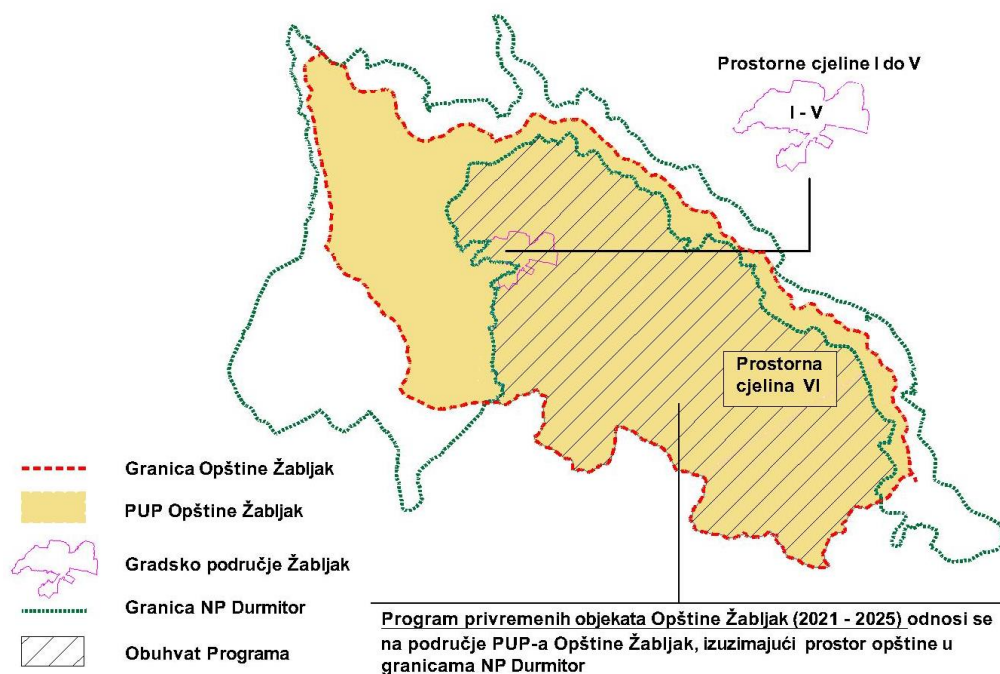 Prostorne cjeline I do V
I - V
Prostorna
cjelina VI
Granica Opštine Žabljak
PUP Opštine Žabljak
Gradsko područje Žabljak
Granica NP Durmitor
Obuhvat Programa
Program privremenih objekata Opštine Žabljak (2021 - 2025) odnosi se
na područje PUP-a Opštine Žabljak, izuzimajući prostor opštine u
granicama NP Durmitor